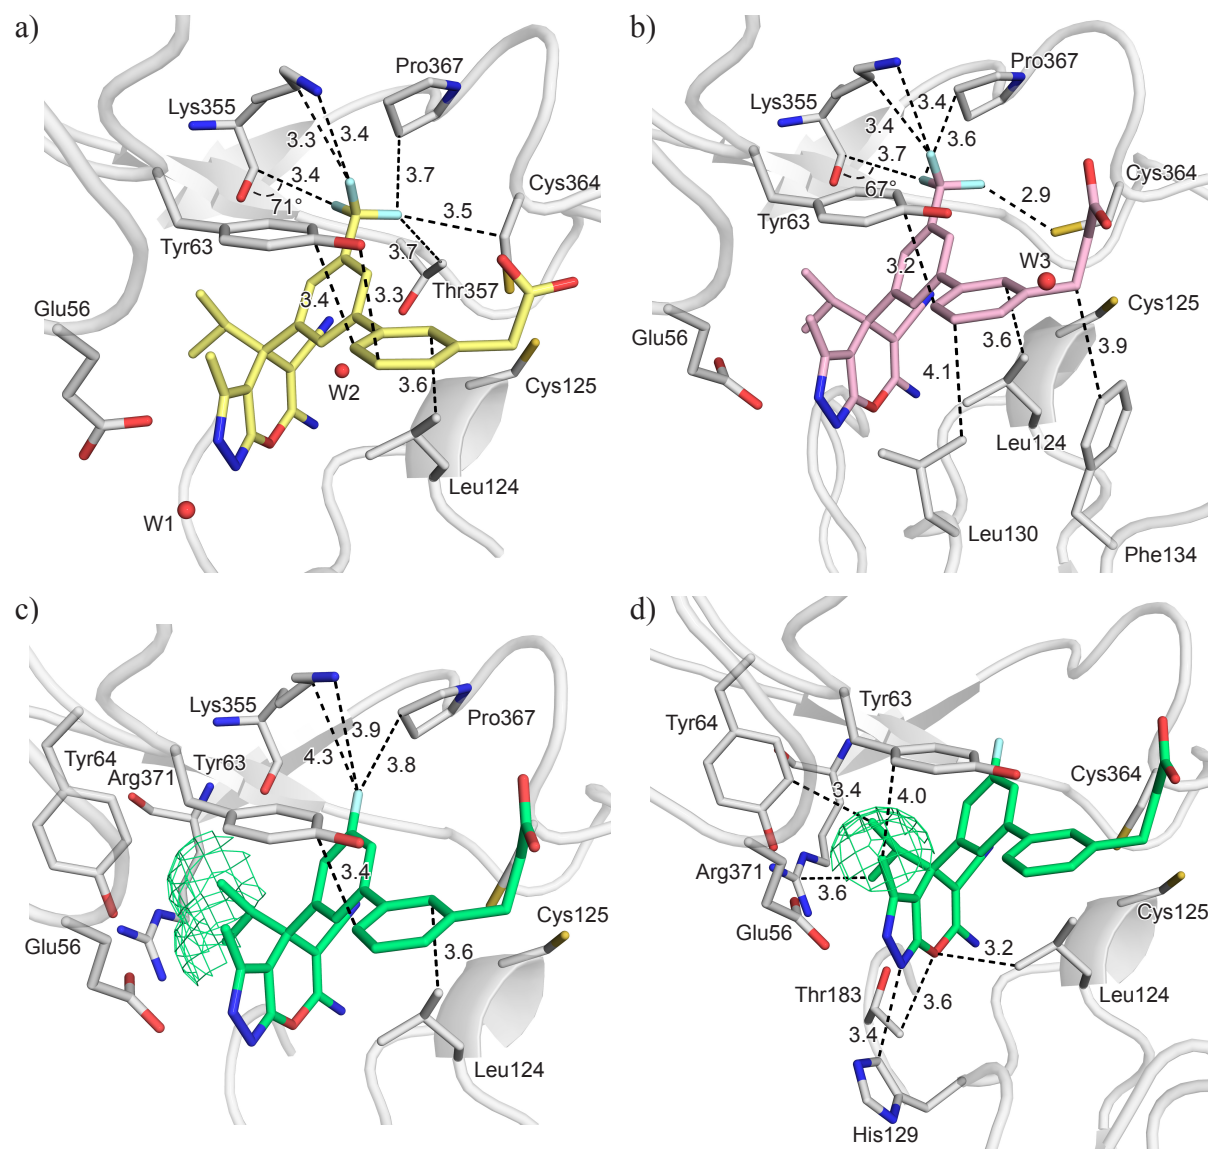 a)
Pro367
Lys355
3.3
3.4
3.4
3.7
Cys364
71°
3.5
Tyr63
3.7
Thr357
3.4
3.3
Glu56
W2
3.6
Cys125
Leu124
W1
b)
Pro367
Lys355
3.4
3.4
3.6
3.7
Cys364
67°
2.9
Tyr63
W3
3.2
Cys125
Glu56
3.6
3.9
4.1
Leu124
Leu130
Phe134
c)
Lys355
Pro367
3.9
Tyr64
4.3
3.8
Arg371
Tyr63
3.4
Cys125
Glu56
3.6
Leu124
d)
Tyr63
Tyr64
Cys364
3.4
4.0
Arg371
3.6
Cys125
Glu56
3.2
Thr183
3.6
Leu124
3.4
His129